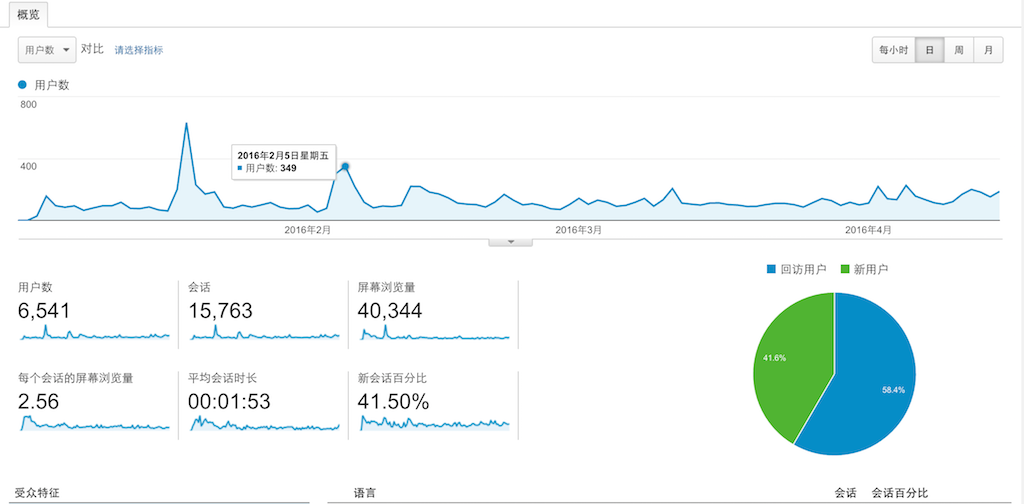 概览
用户数 对比 请选择指标 每小时 日 周 月
用户数
800
400
2016年2月5日星期五
用户数: 349
2016年2月 2016年3月 2016年4月
回访用户 新用户
用户数 会话 屏幕浏览量
6,541 15,763 40,344
41.6%
58.4%
每个会话的屏幕浏览量 平均会话时长 新会话百分比
2.56 00:01:53 41.50%
受众特征 语言 会话 会话百分比